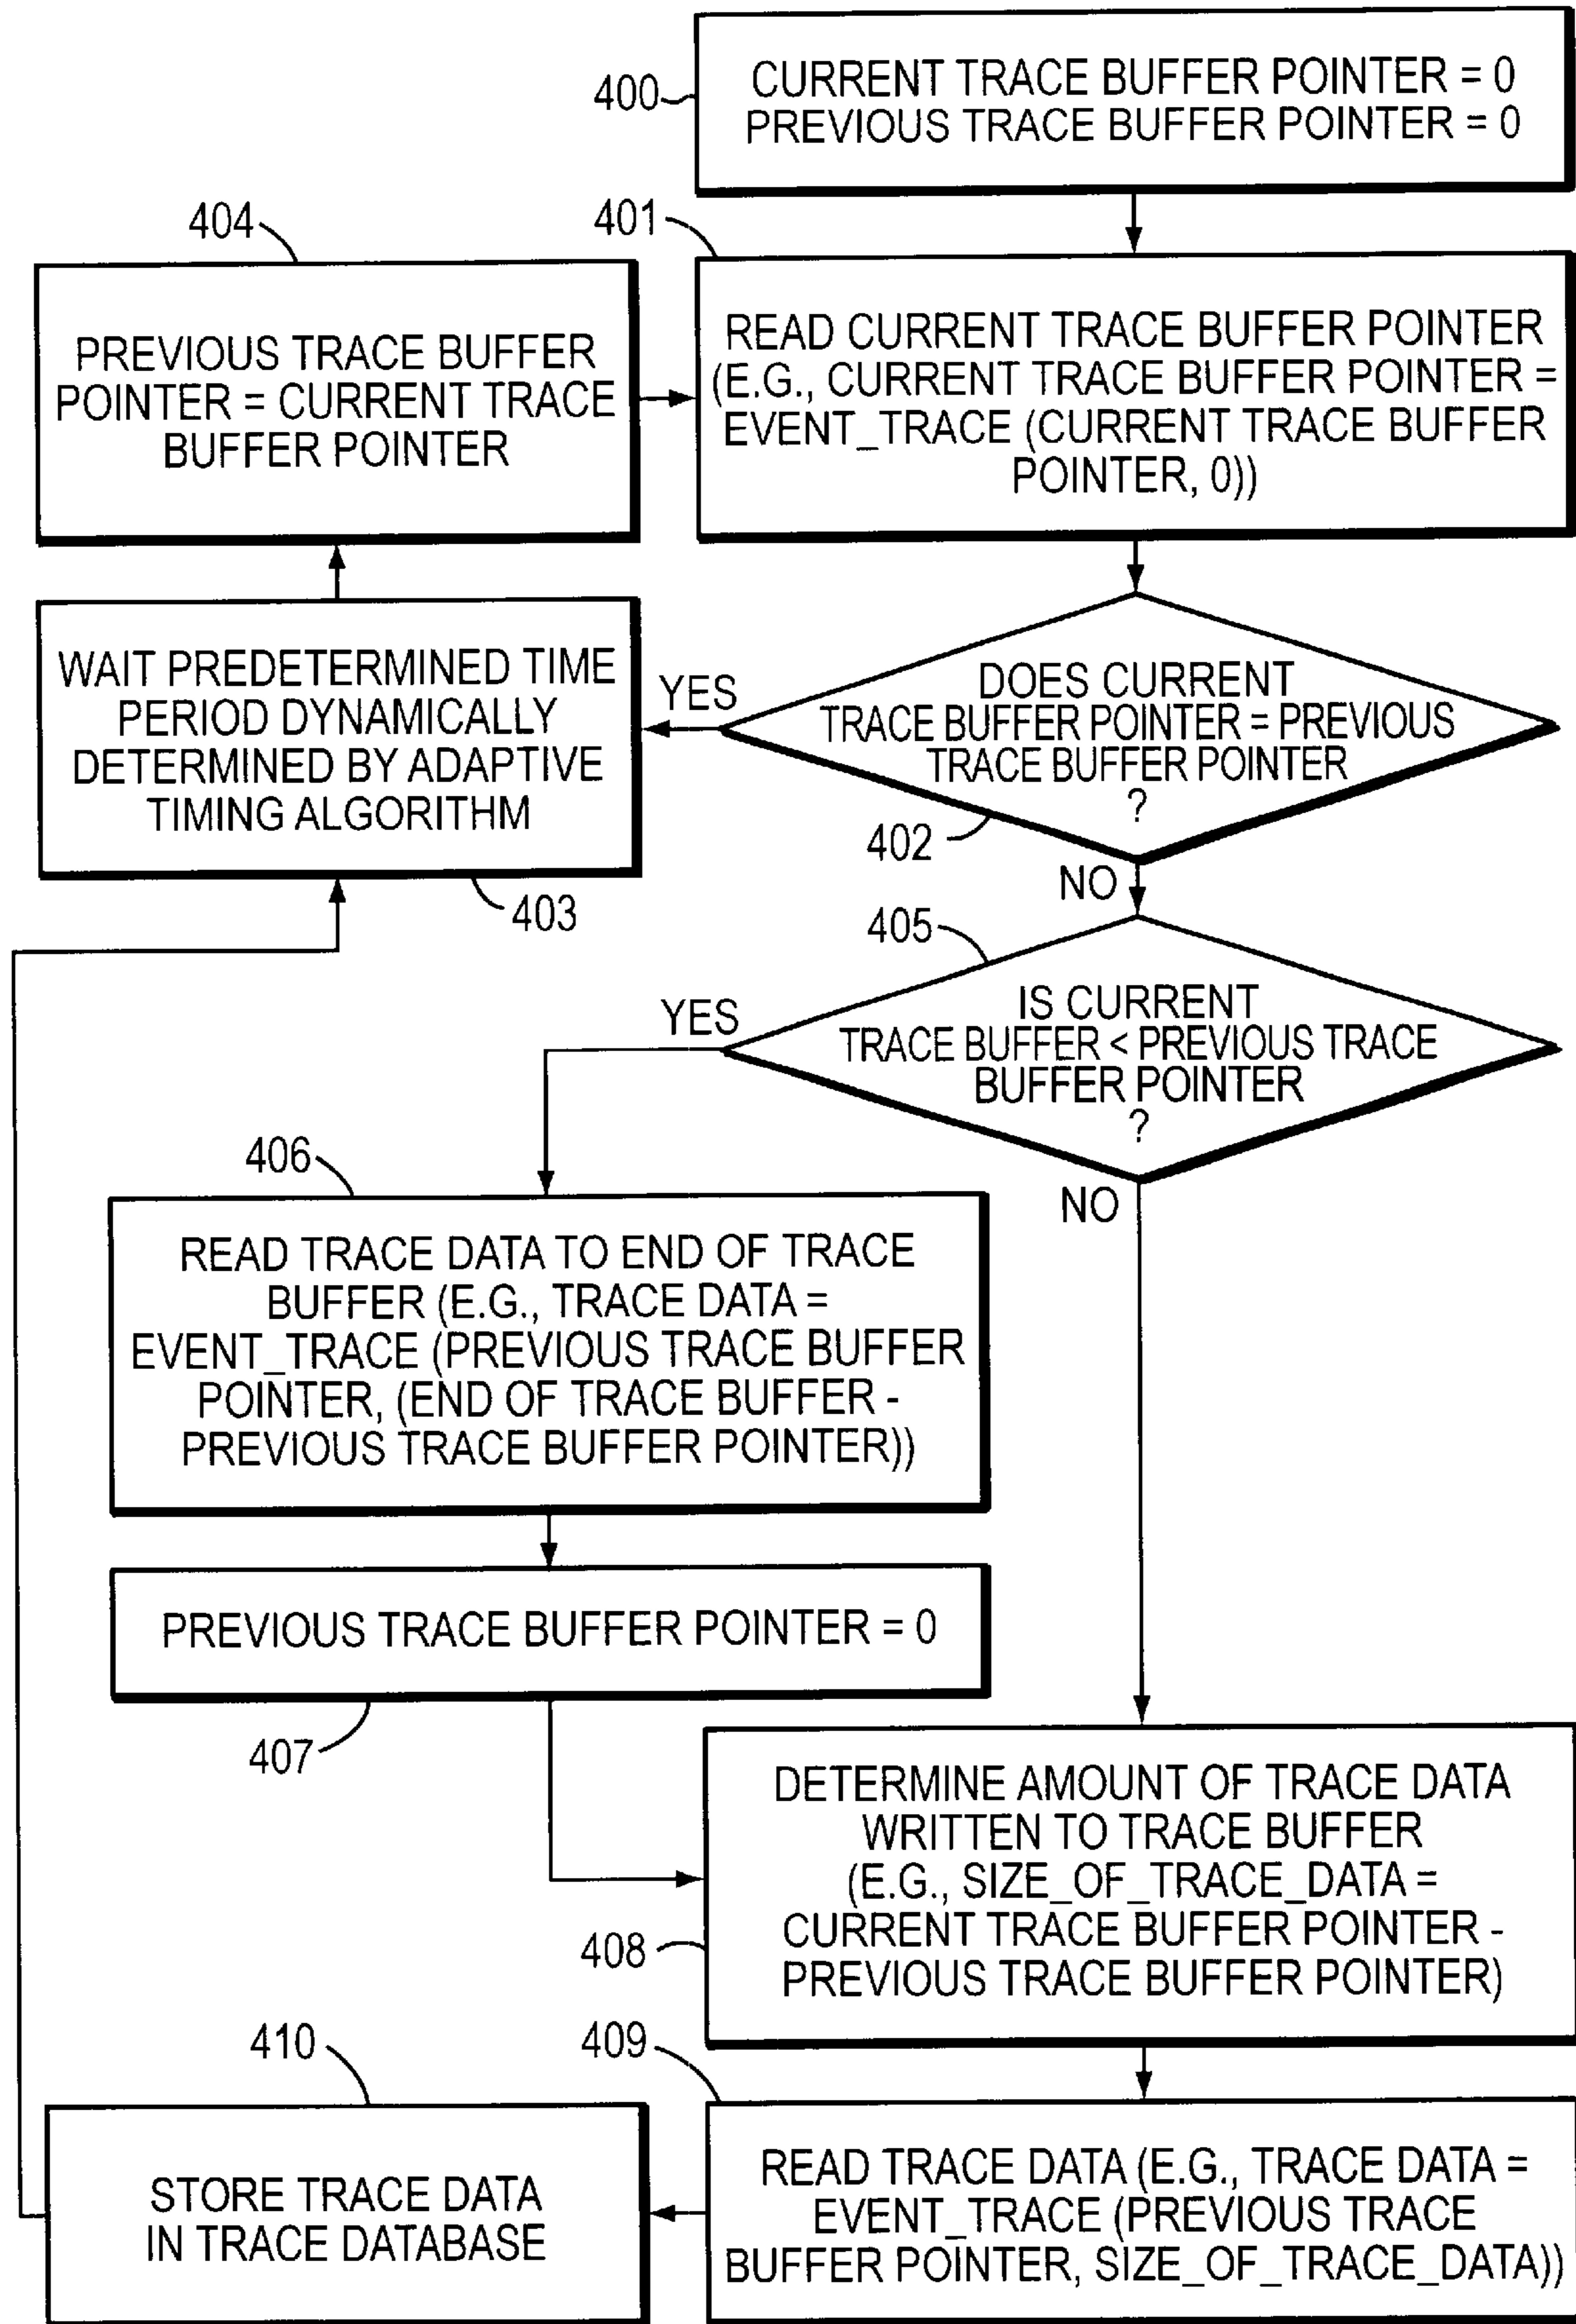 400
CURRENT TRACE BUFFER POINTER = 0
PREVIOUS TRACE BUFFER POINTER = 0
404
PREVIOUS TRACE BUFFER
POINTER = CURRENT TRACE
BUFFER POINTER
401
READ CURRENT TRACE BUFFER POINTER
(E.G., CURRENT TRACE BUFFER POINTER =
EVENT_TRACE (CURRENT TRACE BUFFER
POINTER, 0))
WAIT PREDETERMINED TIME
PERIOD DYNAMICALLY
DETERMINED BY ADAPTIVE
TIMING ALGORITHM
403
YES
DOES CURRENT
TRACE BUFFER POINTER = PREVIOUS
TRACE BUFFER POINTER
?
402
NO
405
YES
IS CURRENT
TRACE BUFFER < PREVIOUS TRACE
BUFFER POINTER
?
NO
406
READ TRACE DATA TO END OF TRACE
BUFFER (E.G., TRACE DATA =
EVENT_TRACE (PREVIOUS TRACE BUFFER
POINTER, (END OF TRACE BUFFER -
PREVIOUS TRACE BUFFER POINTER))
PREVIOUS TRACE BUFFER POINTER = 0
407
DETERMINE AMOUNT OF TRACE DATA
WRITTEN TO TRACE BUFFER
(E.G., SIZE_OF_TRACE_DATA =
CURRENT TRACE BUFFER POINTER -
PREVIOUS TRACE BUFFER POINTER)
408
409
READ TRACE DATA (E.G., TRACE DATA =
EVENT_TRACE (PREVIOUS TRACE
BUFFER POINTER, SIZE_OF_TRACE_DATA))
410
STORE TRACE DATA
IN TRACE DATABASE